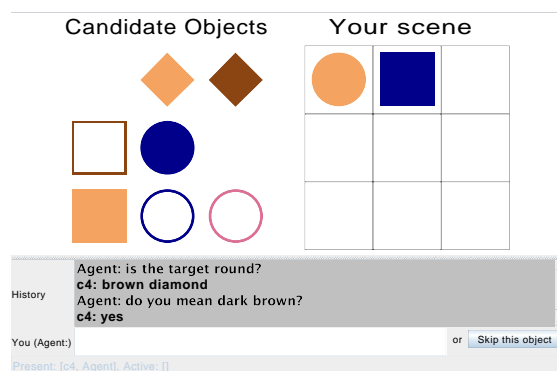 Candidate Objects
Your scene
Agent: is the target round?
c4: brown diamond
Agent: do you mean dark brown?
c4: yes
History
You (Agent:)
or
Skip this object
Present: [c4, Agent], Active: []